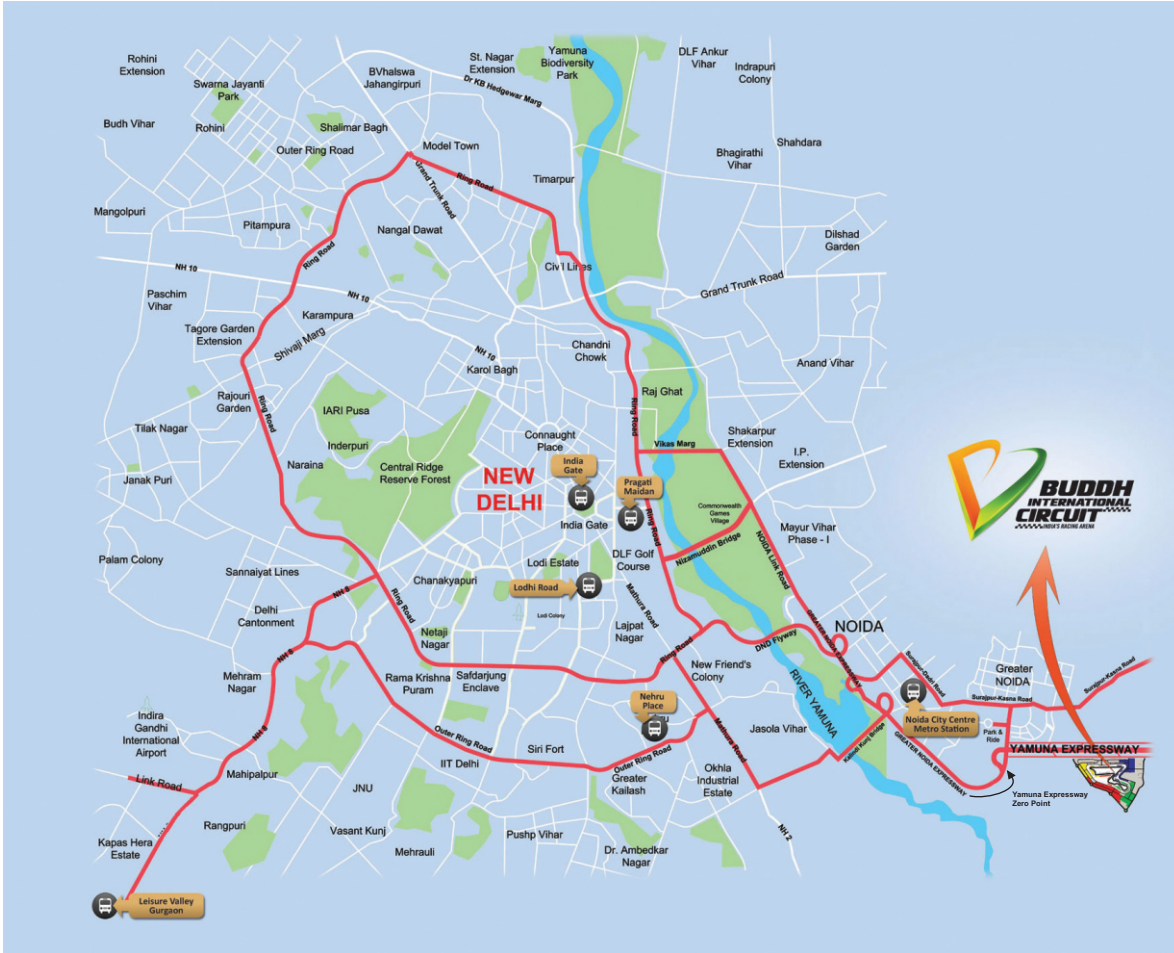 Rohini
Extension
Swarna Jayanti
Park
BVhalswa
Jahangirpuri
St. Nagar
Extension
Yamuna
Biodiversity
Park
DLF Ankur
Vihar
Indrapuri
Colony
Dr KB Hedgewar Marg
Budh Vihar
Rohini
Shalimar Bagh
Outer Ring Road
Model Town
Ring Road
Grand Trunk Road
Timarpur
Bhagirathi
Vihar
Shahdara
Mangolpuri
Pitampura
Nangal Dawat
Ring Road
Dilshad
Garden
NH 10
Civil Lines
Grand Trunk Road
Paschim
Vihar
NH 10
Karampura
Tagore Garden
Extension
Shivaji Marg
NH 10
Chandni
Chowk
Karol Bagh
Anand Vihar
Rajouri
Garden
Ring Road
IARI Pusa
Raj Ghat
Ring Road
Tilak Nagar
Inderpuri
Connaught
Place
Vikas Marg
Shakarpur
Extension
Naraina
Central Ridge
Reserve Forest
NEW
DELHI
India
Gate
Pragati
Maidan
I.P.
Extension
Janak Puri
Commonwealth
Games
Village
BUDDH
INTERNATIONAL
CIRCUIT
INDIA'S RACING ARENA
India Gate
Ring Road
Mayur Vihar
Phase - I
Palam Colony
Sannaiyat Lines
Chanakyapuri
Lodi Estate
DLF Golf
Course
Nizamuddin Bridge
NOIDA Link Road
NH 8
Ring Road
Lodhi Road
Mathura Road
Delhi
Cantonment
Lodi Colony
Netaji
Nagar
Lajpat
Nagar
Ring Road
DND Flyway
GREATER NOIDA EXPRESSWAY
NOIDA
NH 8
Mehram
Nagar
Rama Krishna
Puram
Safdarjung
Enclave
New Friend's
Colony
RIVER YAMUNA
Surajpur-Delhi Road
Greater
NOIDA
Surajpur-Kasna Road
Surajpur-Kasna Road
Indira
Gandhi
International
Airport
NH 8
Outer Ring Road
Nehru
Place
Jasola Vihar
Noida City Centre
Metro Station
Park &
Ride
Siri Fort
Mathura Road
Kalindi Kunj Bridge
GREATER NOIDA EXPRESSWAY
YAMUNA EXPRESSWAY
Link Road
Mahipalpur
IIT Delhi
Outer Ring Road
Greater
Kailash
Okhla
Industrial
Estate
Yamuna Expressway
Zero Point
JNU
Rangpuri
Vasant Kunj
Pushp Vihar
NH 2
Kapas Hera
Estate
Mehrauli
Dr. Ambedkar
Nagar
Leisure Valley
Gurgaon